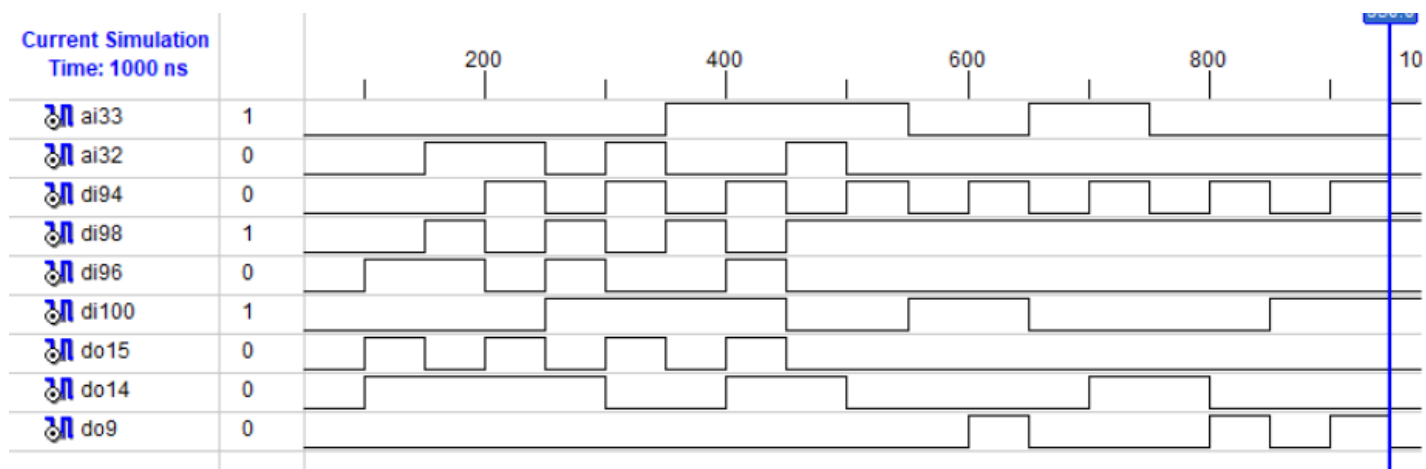 Current Simulation
Time: 1000 ns
200
400
600
800
10
ai33 1
ai32 0
di94 0
di98 1
di96 0
di100 1
do15 0
do14 0
do9 0